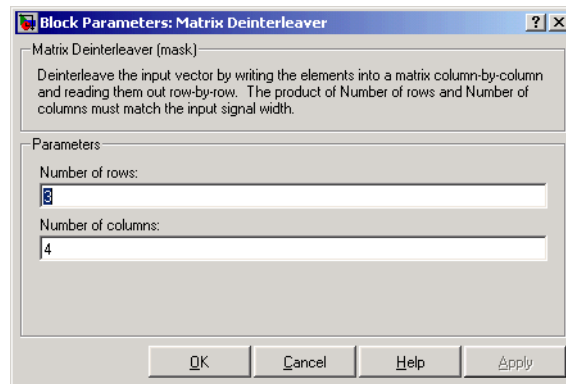 Block Parameters: Matrix Deinterleaver
Matrix Deinterleaver (mask)
Deinterleave the input vector by writing the elements into a matrix column-by-column
and reading them out row-by-row. The product of Number of rows and Number of
columns must match the input signal width.
Parameters
Number of rows:
3
Number of columns:
4
OK Cancel Help Apply